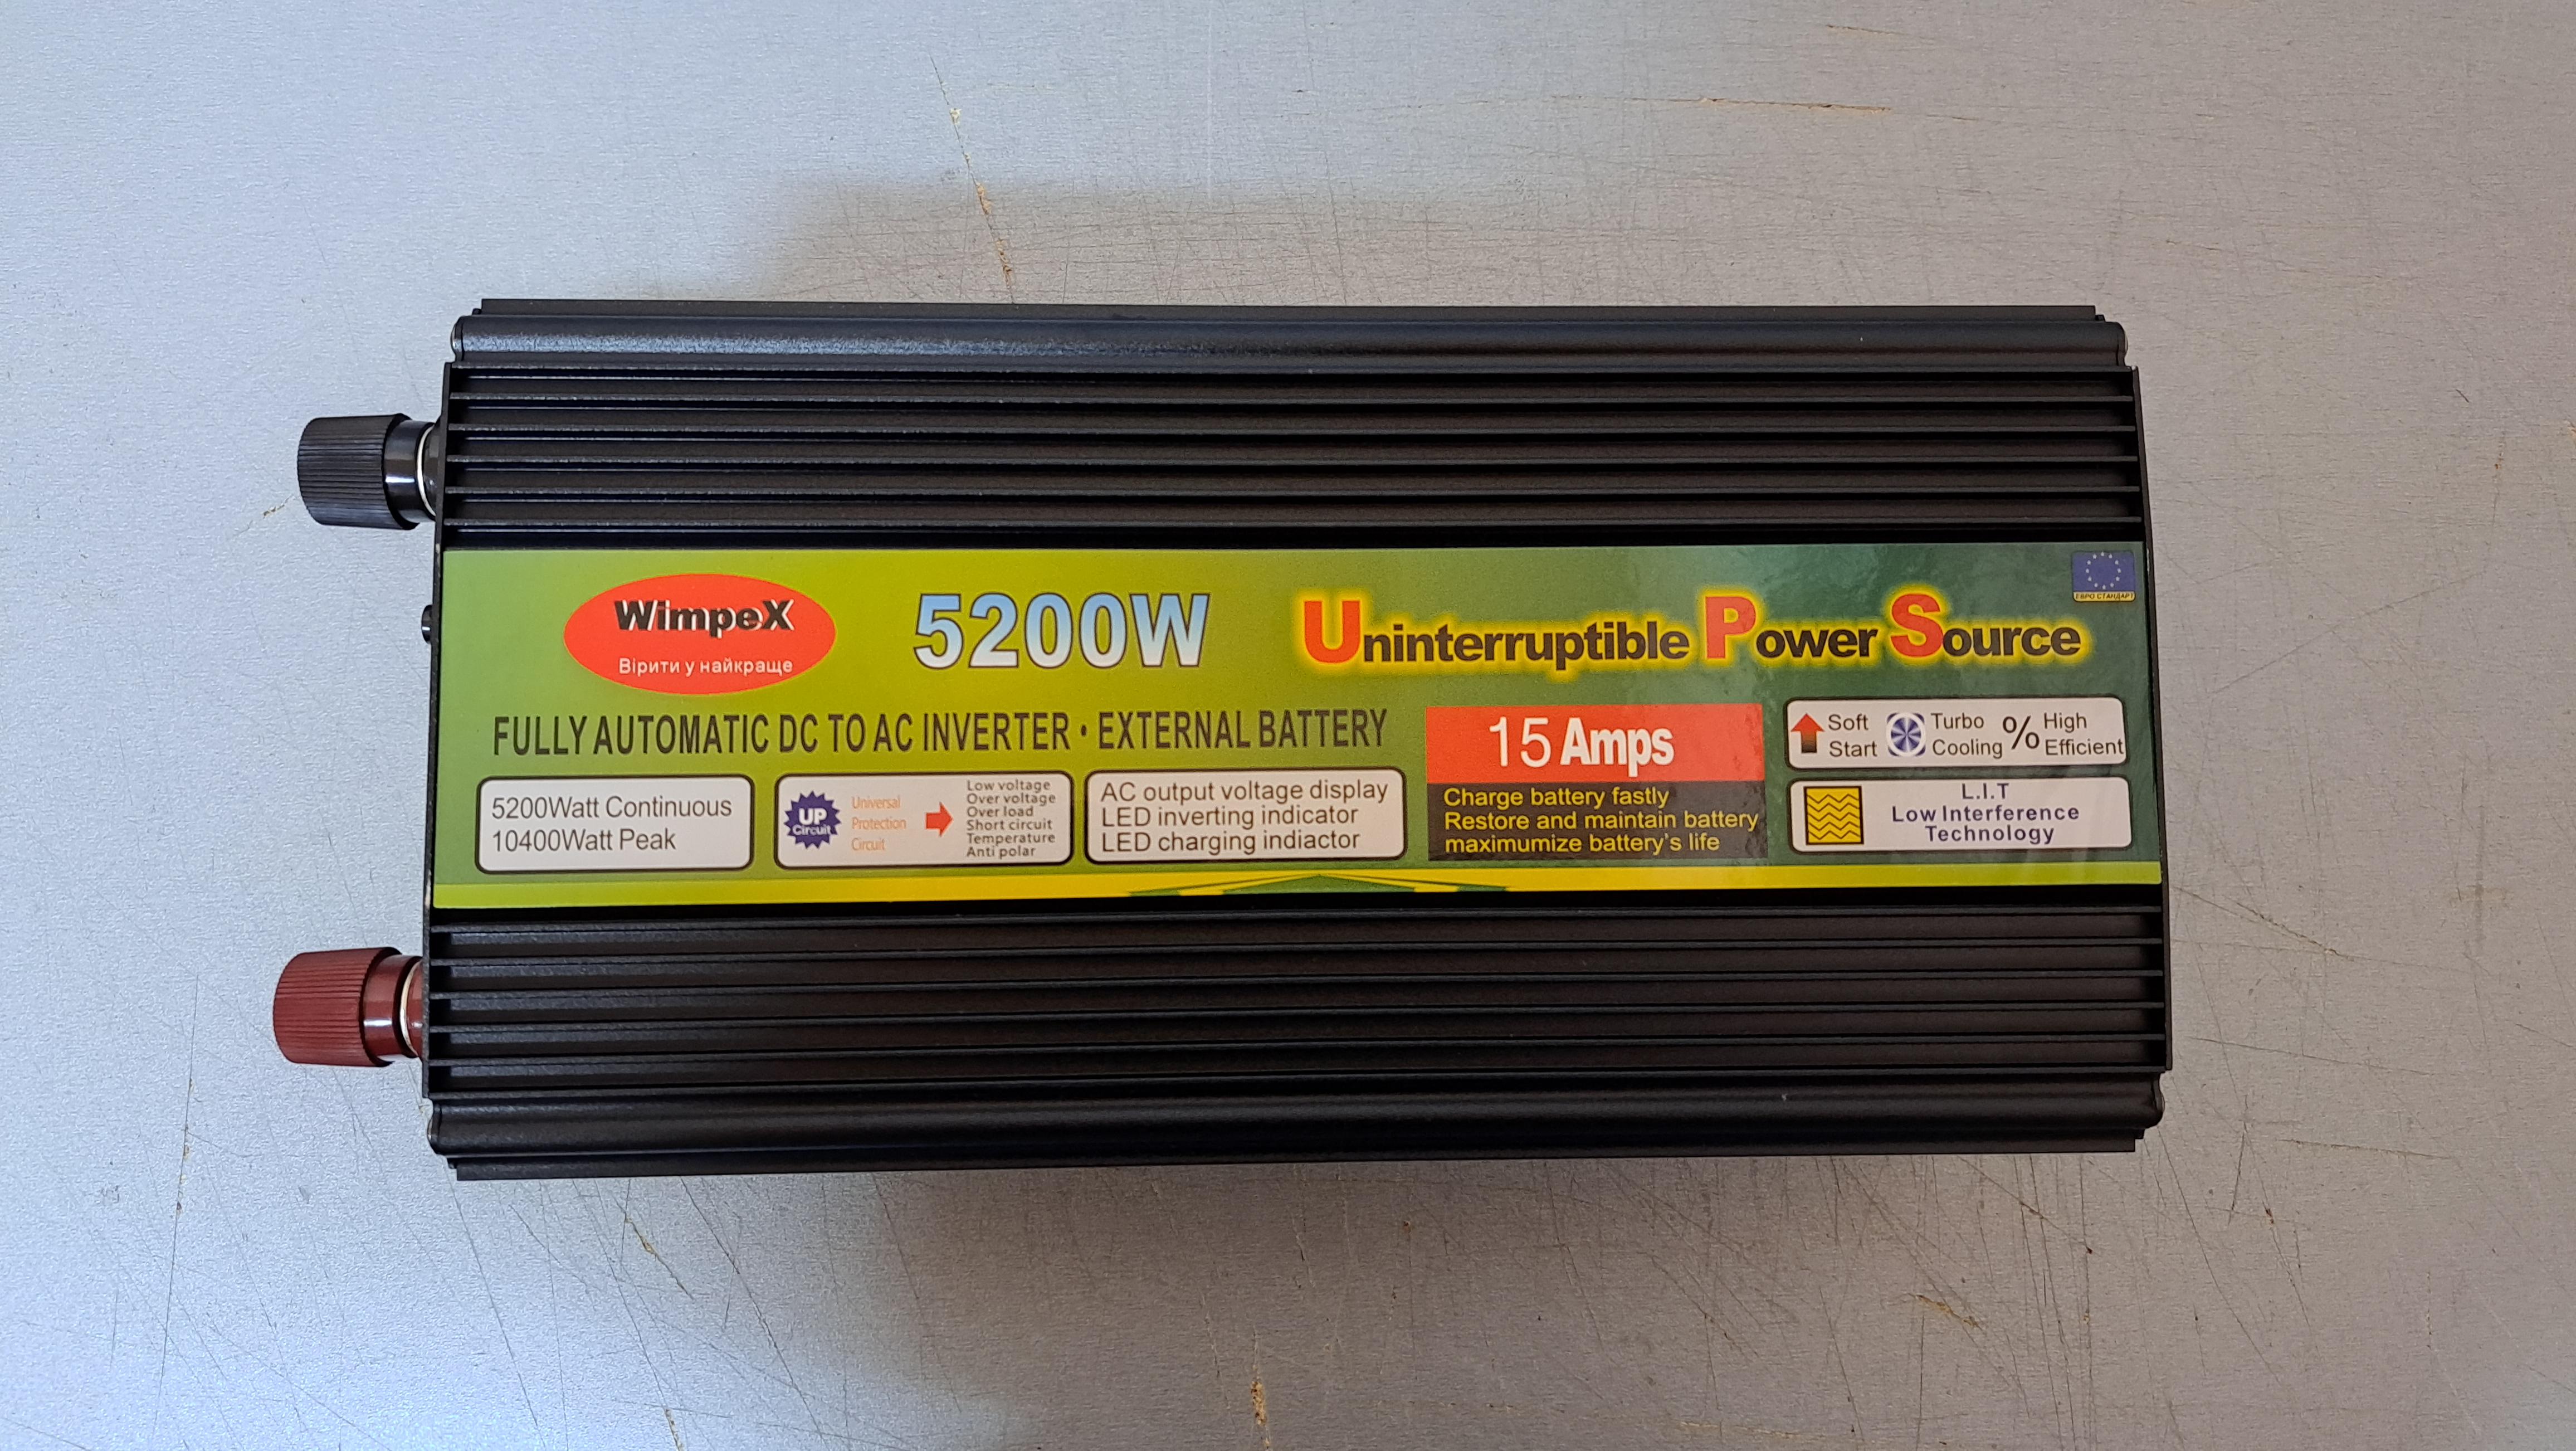 WimpeX
Вірити у найкраще
5200W
Uninterruptible Power Source
ЕВРО СТАНДАРТ
FULLY AUTOMATIC DC TO AC INVERTER · EXTERNAL BATTERY
5200Watt Continuous
10400Watt Peak
UP
Circuit
Universal
Protection
Circuit
Low voltage
Over voltage
Over load
Short circuit
Temperature
Anti polar
AC output voltage display
LED inverting indicator
LED charging indiactor
15 Amps
Charge battery fastly
Restore and maintain battery
maximumize battery's life
Soft
Start
Turbo
Cooling
%
High
Efficient
L.I.T
Low Interference
Technology